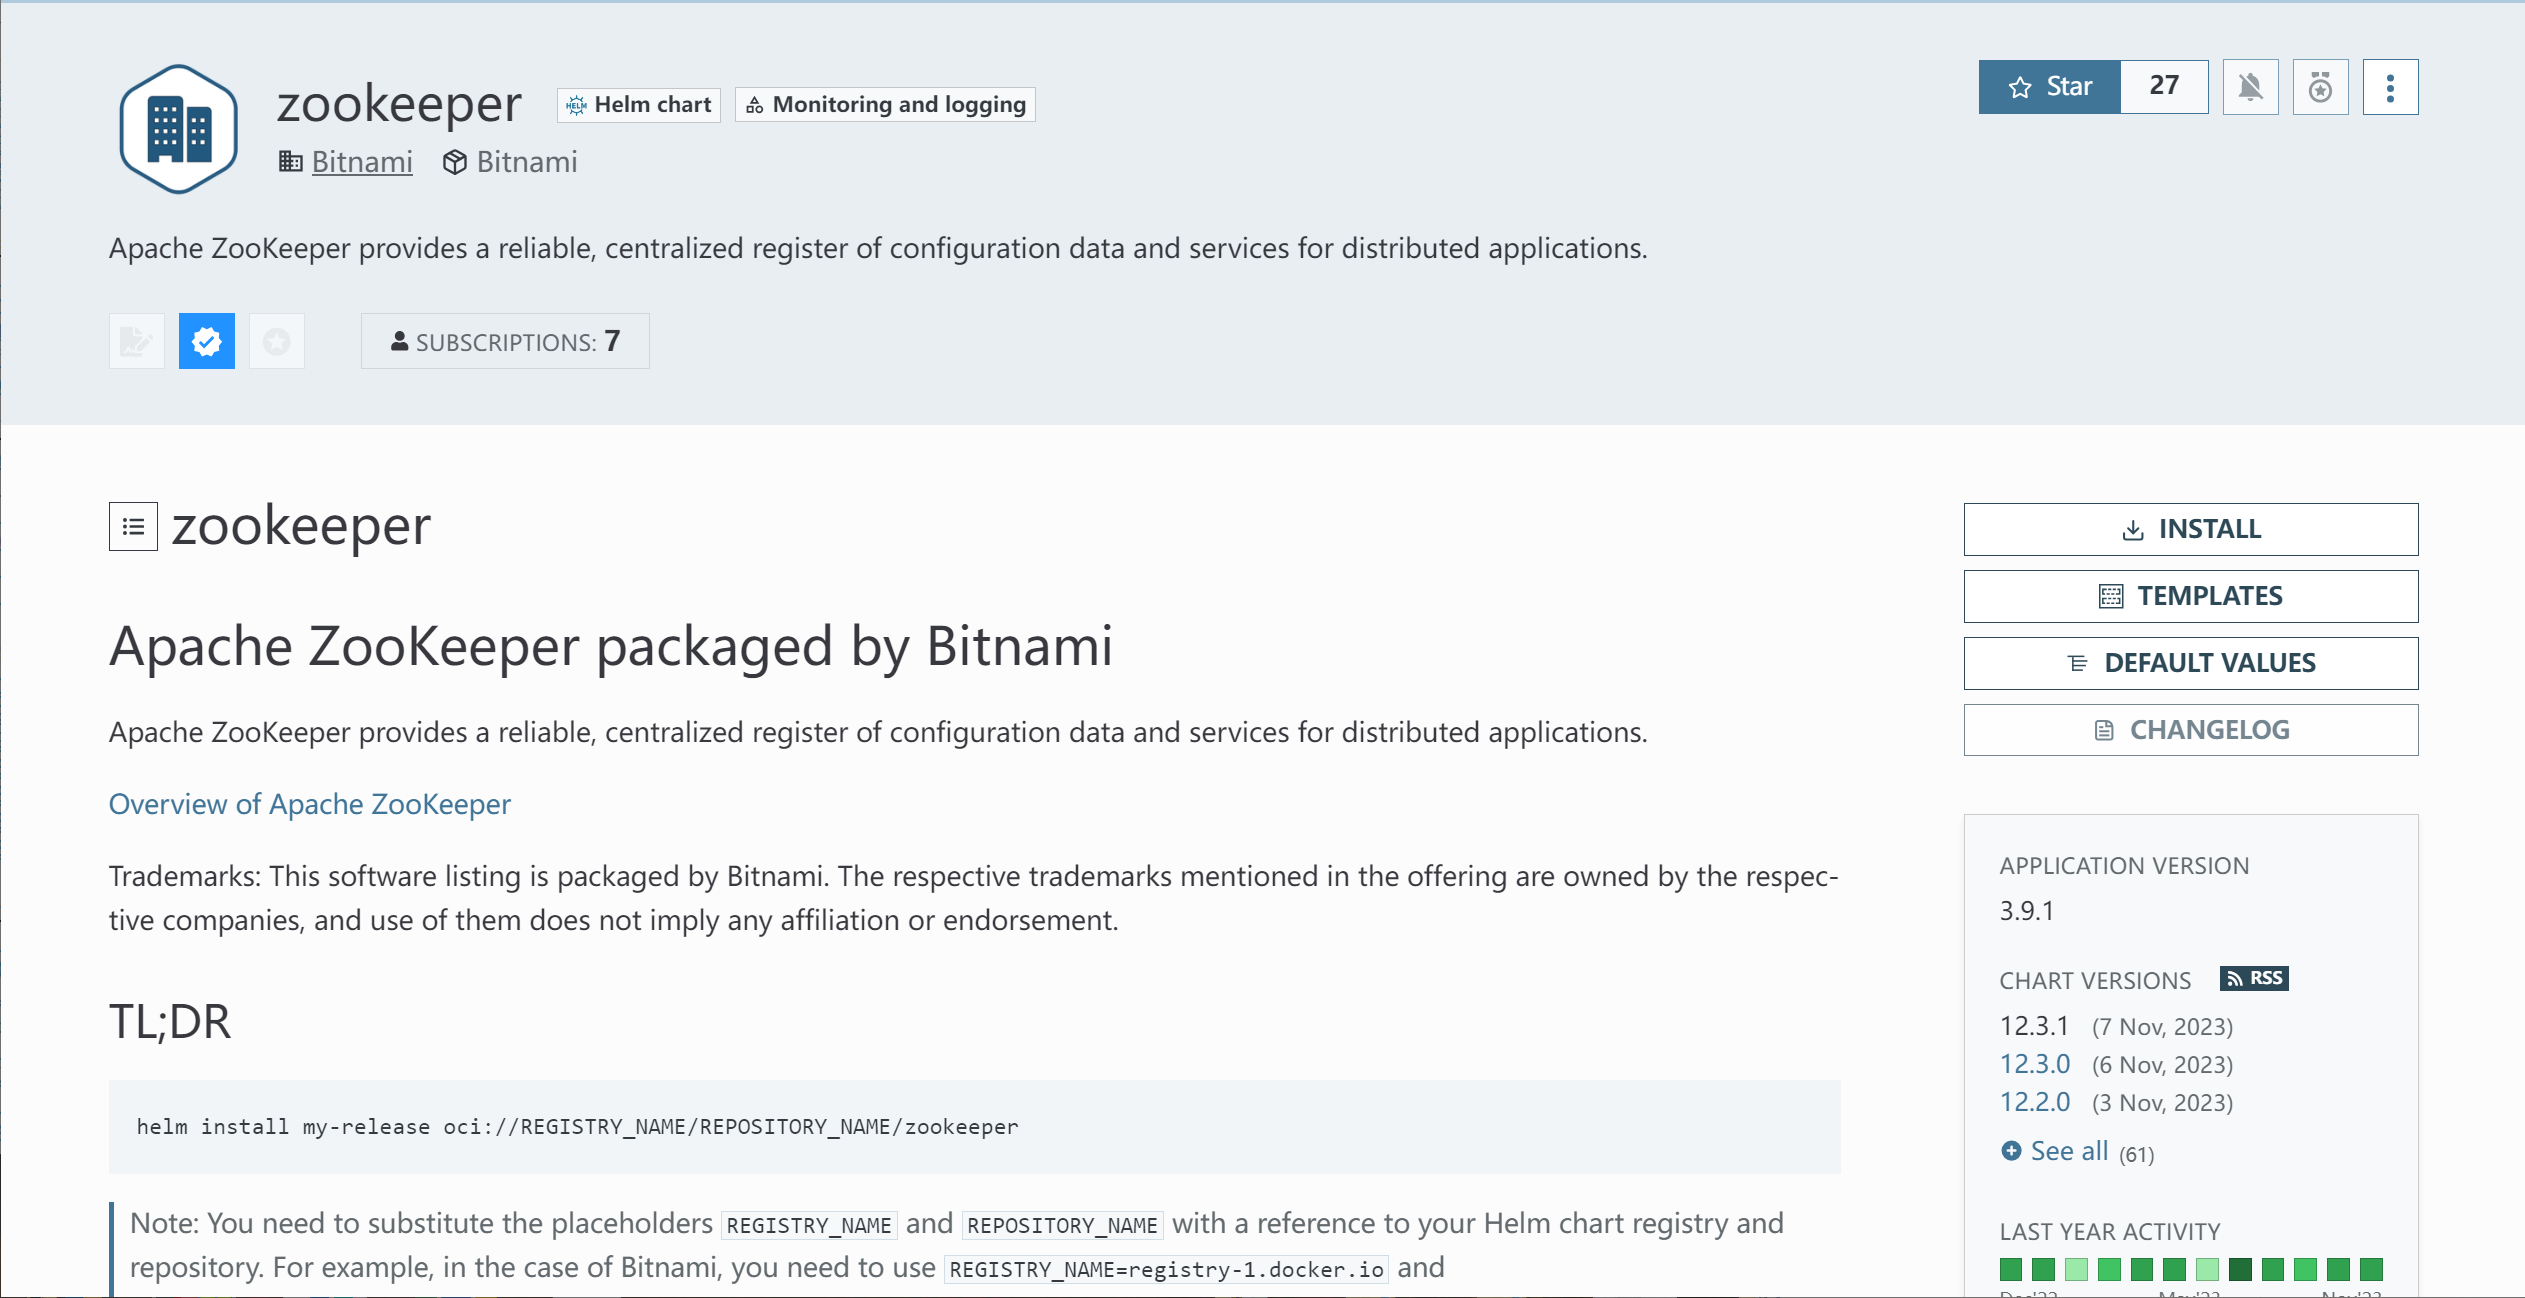 zookeeper
HELM Helm chart
Monitoring and logging
Star 27
Bitnami Bitnami
Apache ZooKeeper provides a reliable, centralized register of configuration data and services for distributed applications.
SUBSCRIPTIONS: 7
zookeeper
Apache ZooKeeper packaged by Bitnami
Apache ZooKeeper provides a reliable, centralized register of configuration data and services for distributed applications.
Overview of Apache ZooKeeper
Trademarks: This software listing is packaged by Bitnami. The respective trademarks mentioned in the offering are owned by the respec-
tive companies, and use of them does not imply any affiliation or endorsement.
TL;DR
helm install my-release oci://REGISTRY_NAME/REPOSITORY_NAME/zookeeper
Note: You need to substitute the placeholders REGISTRY_NAME and REPOSITORY_NAME with a reference to your Helm chart registry and
repository. For example, in the case of Bitnami, you need to use REGISTRY_NAME=registry-1.docker.io and
INSTALL
TEMPLATES
DEFAULT VALUES
CHANGELOG
APPLICATION VERSION
3.9.1
CHART VERSIONS RSS
12.3.1 (7 Nov, 2023)
12.3.0 (6 Nov, 2023)
12.2.0 (3 Nov, 2023)
See all (61)
LAST YEAR ACTIVITY